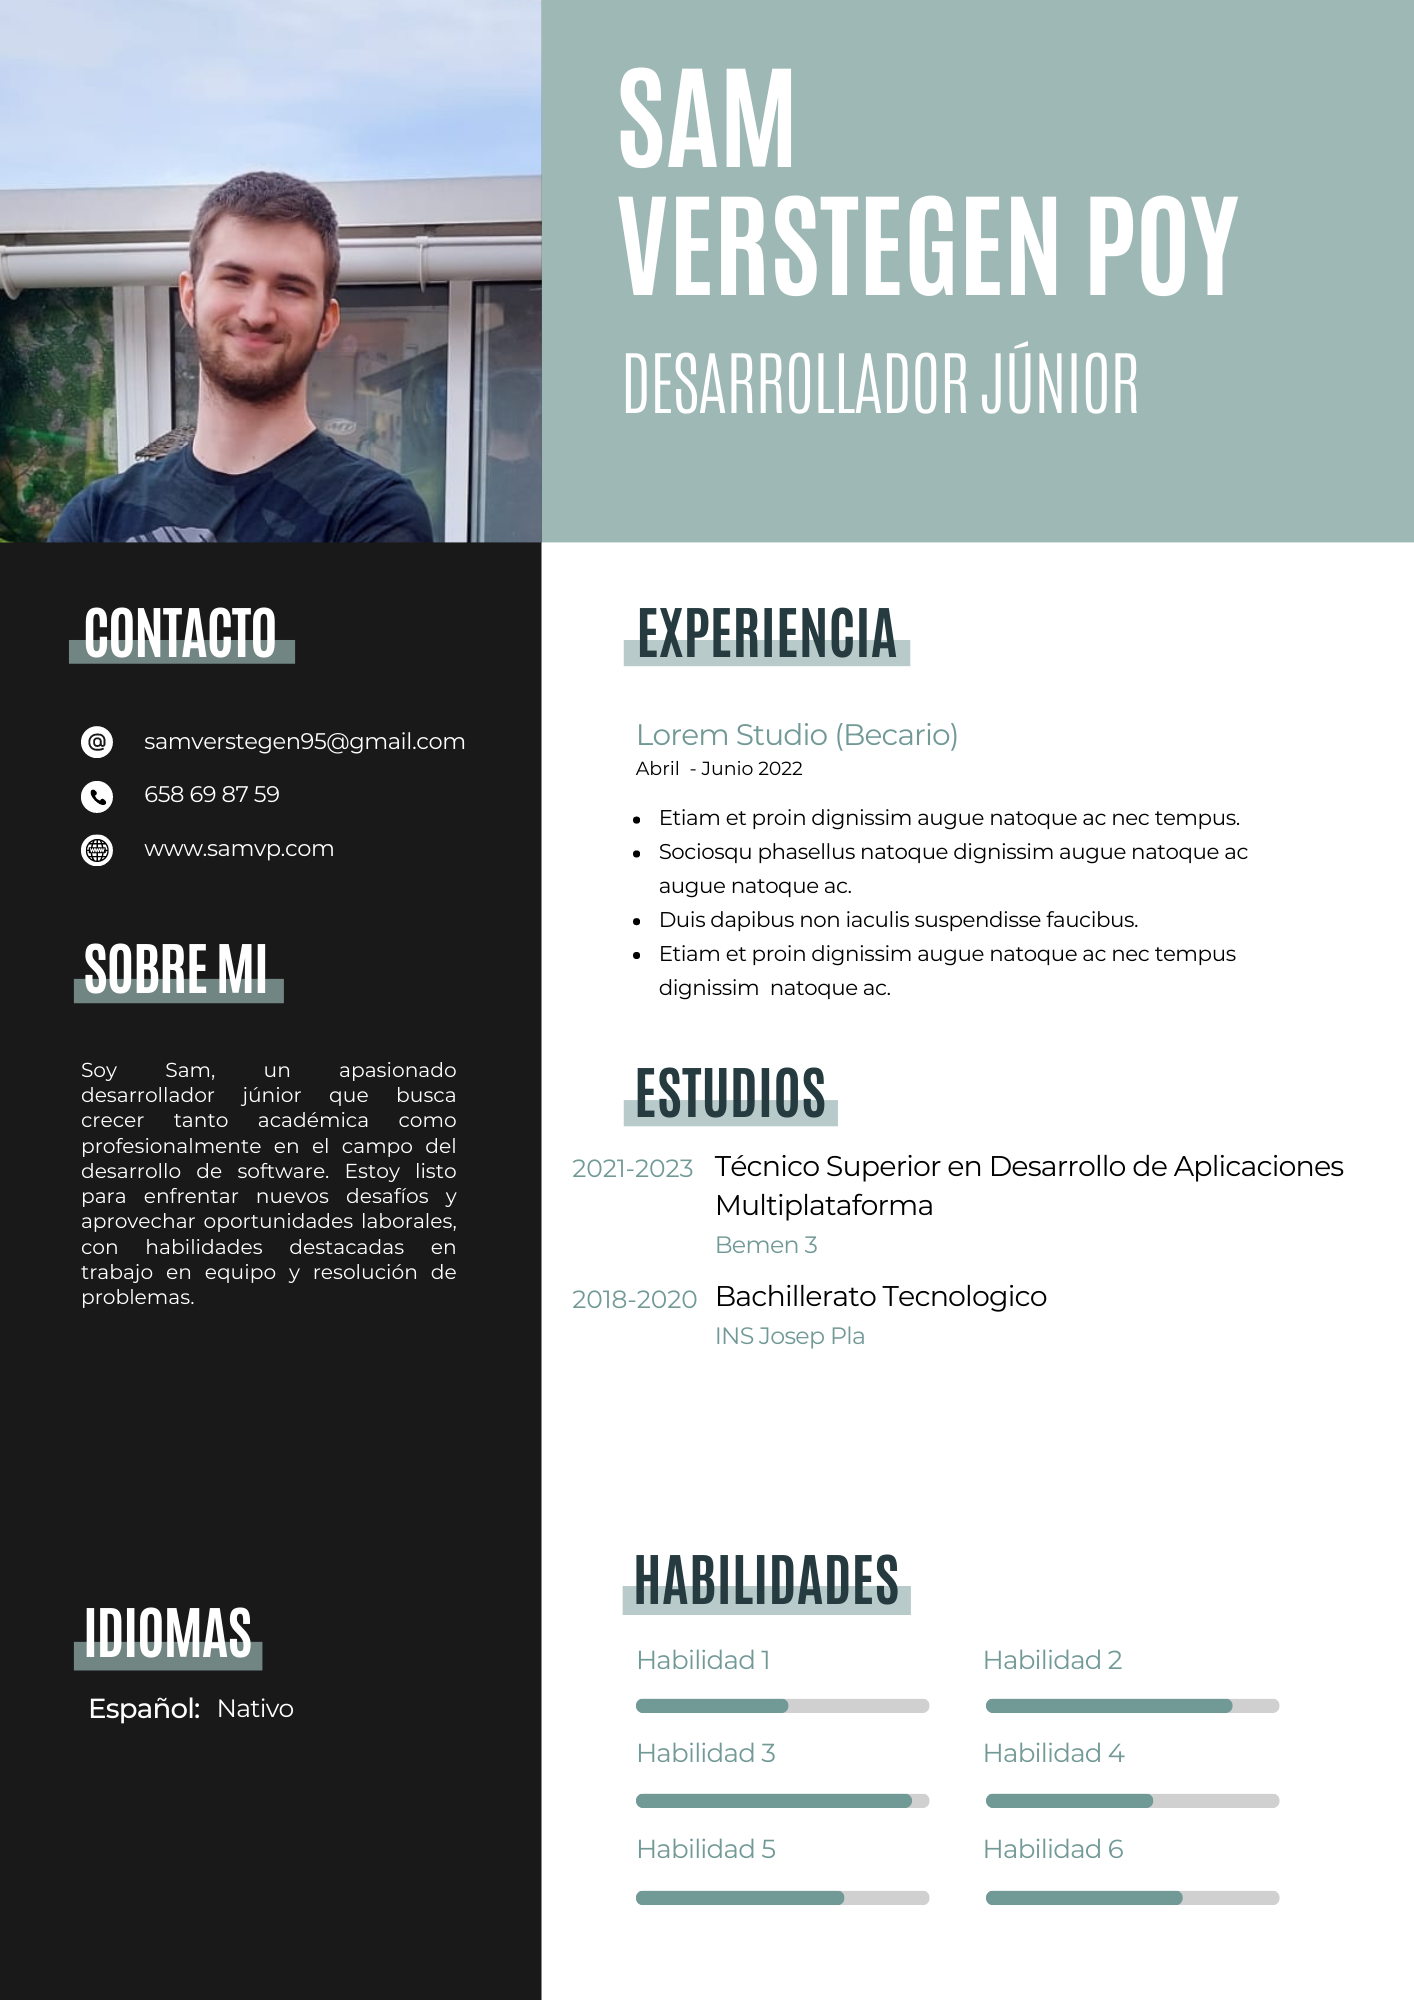 SAM
VERSTEGEN POY
DESARROLLADOR JÚNIOR
CONTACTO
samverstegen95@gmail.com
658 69 87 59
www.samvp.com
SOBRE MI
Soy Sam, un apasionado
desarrollador júnior que busca
crecer tanto académica como
profesionalmente en el campo del
desarrollo de software. Estoy listo
para enfrentar nuevos desafíos y
aprovechar oportunidades laborales,
con habilidades destacadas en
trabajo en equipo y resolución de
problemas.
IDIOMAS
Español: Nativo
EXPERIENCIA
Lorem Studio (Becario)
Abril - Junio 2022
• Etiam et proin dignissim augue natoque ac nec tempus.
• Sociosqu phasellus natoque dignissim augue natoque ac
augue natoque ac.
• Duis dapibus non iaculis suspendisse faucibus.
• Etiam et proin dignissim augue natoque ac nec tempus
dignissim natoque ac.
ESTUDIOS
2021-2023 Técnico Superior en Desarrollo de Aplicaciones
Multiplataforma
Bemen 3
2018-2020 Bachillerato Tecnologico
INS Josep Pla
HABILIDADES
Habilidad 1 Habilidad 2
Habilidad 3 Habilidad 4
Habilidad 5 Habilidad 6